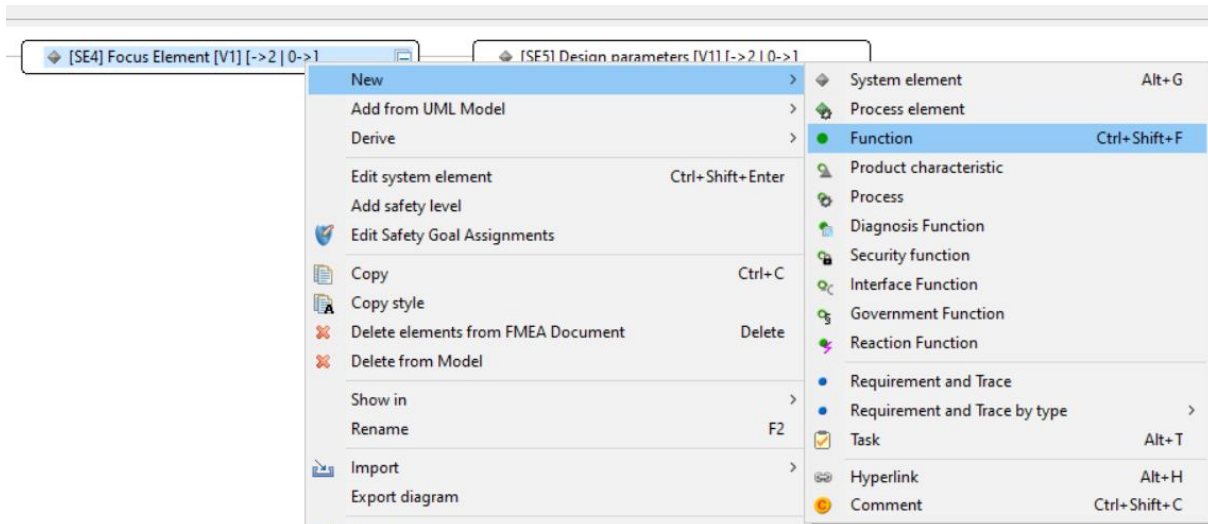 [SE4] Focus Element [V1] [->2 | 0->]
[SE5] Design parameters [V1] [->2 | 0->]
New
Add from UML Model
Derive
Edit system element Ctrl+Shift+Enter
Add safety level
Edit Safety Goal Assignments
Copy Ctrl+C
Copy style
Delete elements from FMEA Document Delete
Delete from Model
Show in
Rename F2
Import
Export diagram
System element Alt+G
Process element
Function Ctrl+Shift+F
Product characteristic
Process
Diagnosis Function
Security function
Interface Function
Government Function
Reaction Function
Requirement and Trace
Requirement and Trace by type
Task Alt+T
Hyperlink Alt+H
Comment Ctrl+Shift+C